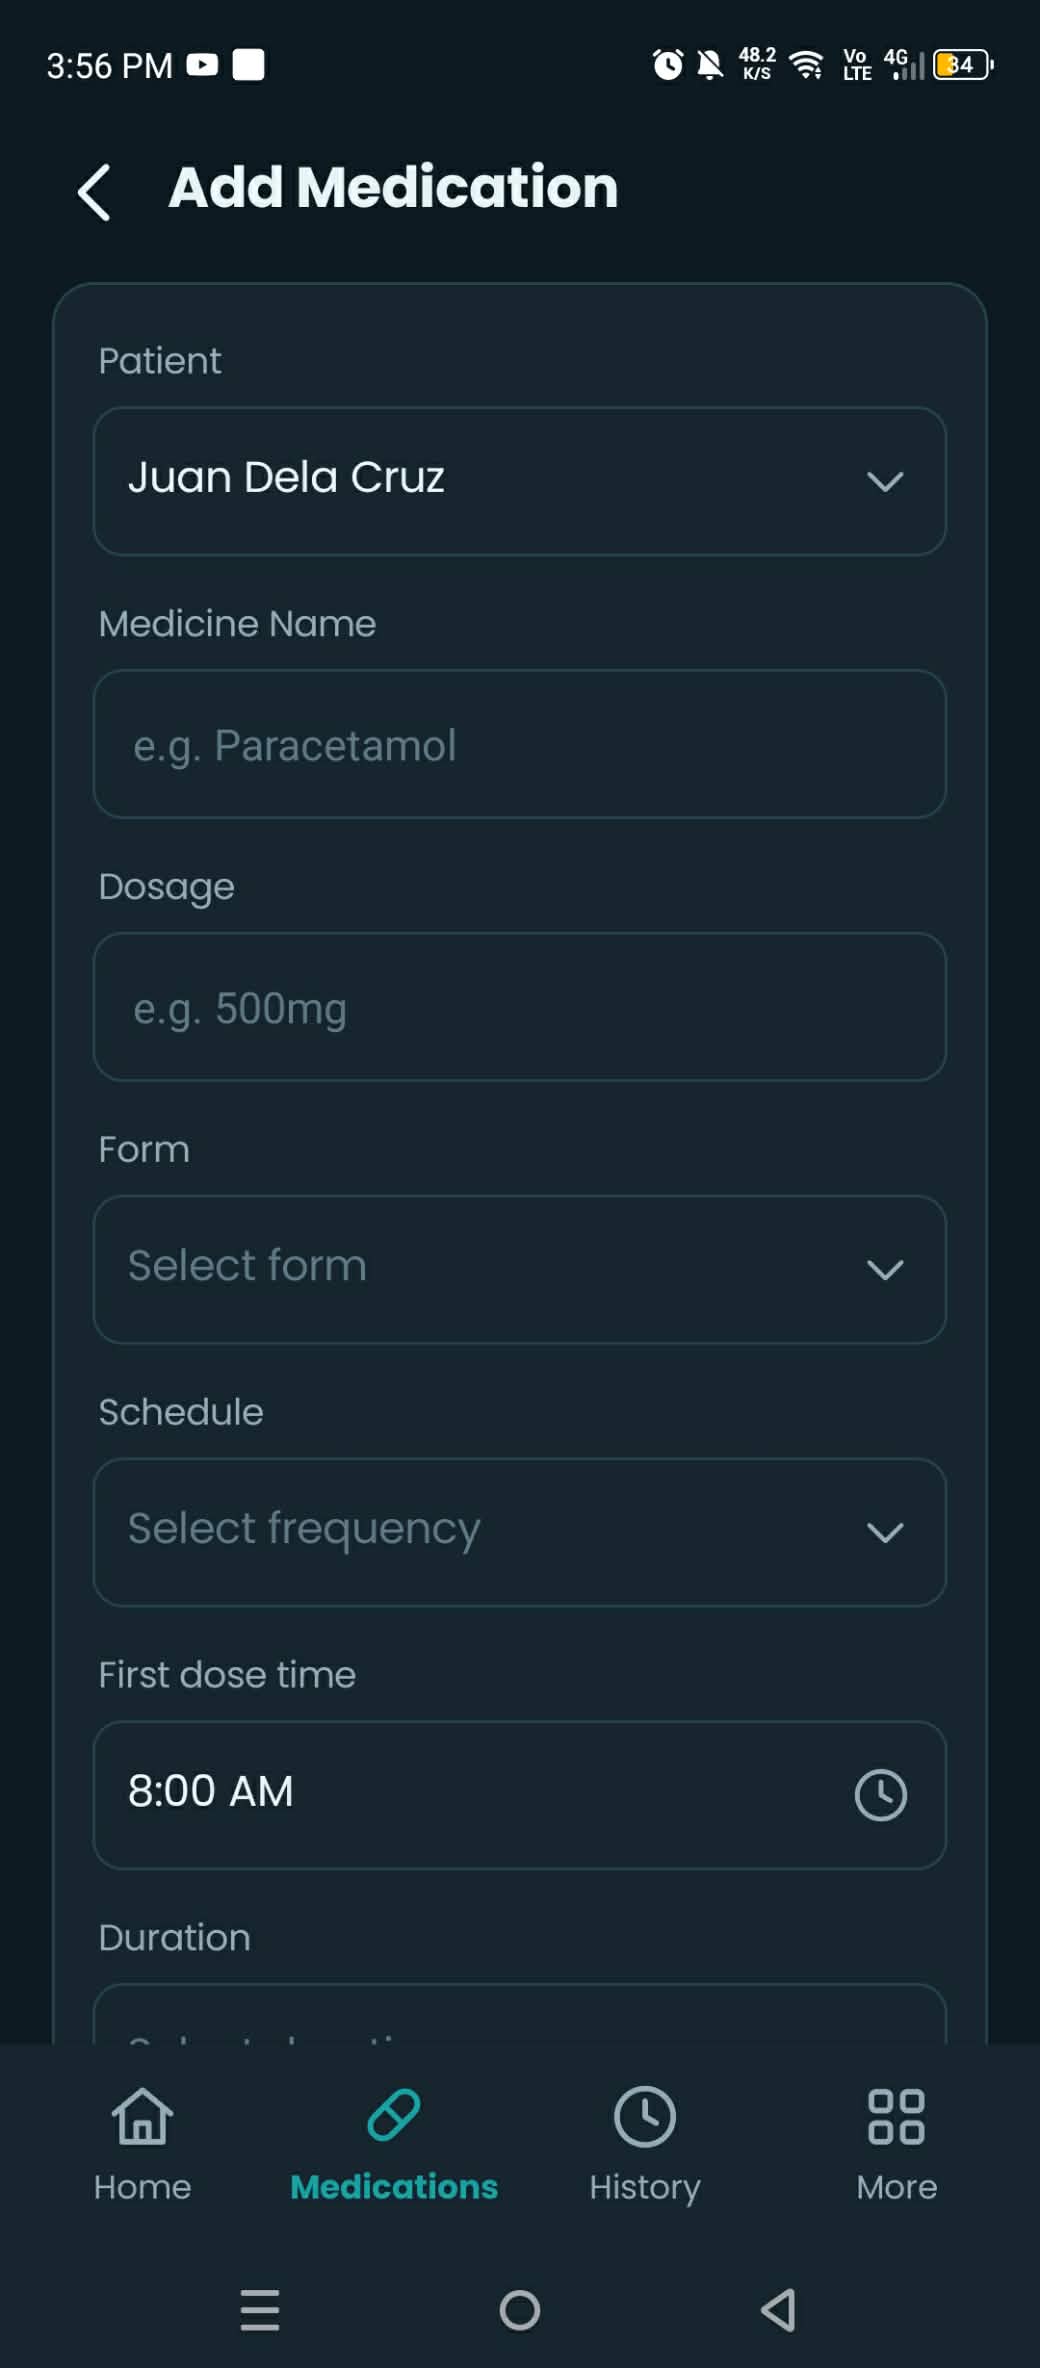 3:56 PM
48.2 K/S
Vo LTE
4G
34
Add Medication
Patient
Juan Dela Cruz
Medicine Name
e.g. Paracetamol
Dosage
e.g. 500mg
Form
Select form
Schedule
Select frequency
First dose time
8:00 AM
Duration
Home
Medications
History
More